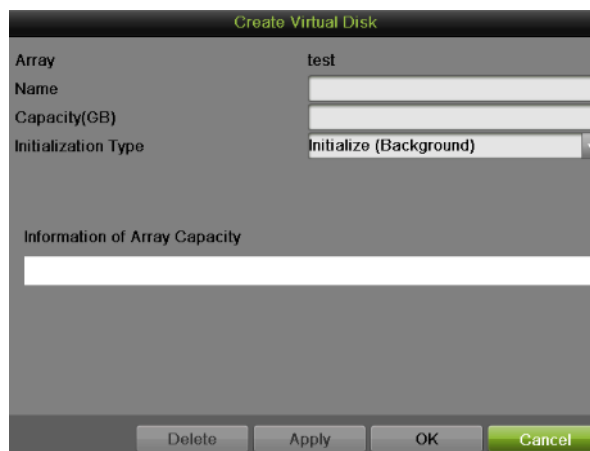 Create Virtual Disk
Array test
Name
Capacity(GB)
Initialization Type Initialize (Background)
Information of Array Capacity
Delete Apply OK Cancel